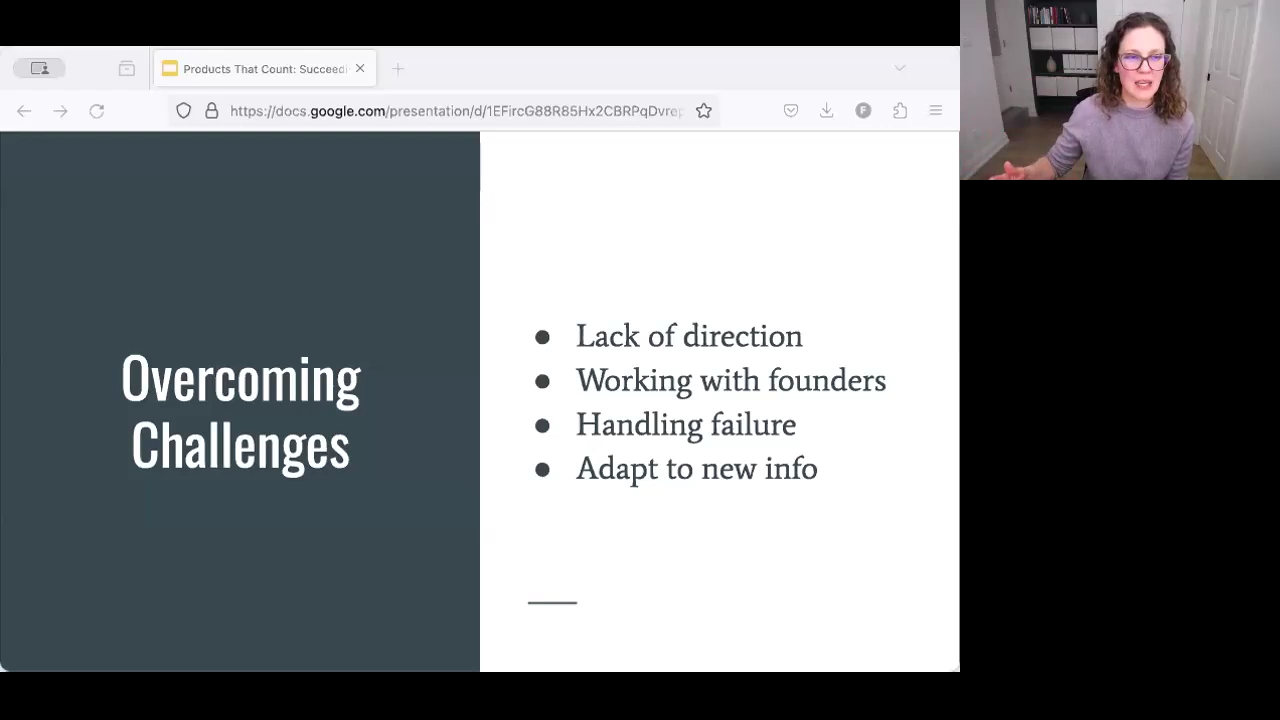 Products That Count: Succeedi
https://docs.google.com/presentation/d/1EFircG88R85Hx2CBRPqDvrep
F
Overcoming
Challenges
● Lack of direction
● Working with founders
● Handling failure
● Adapt to new info